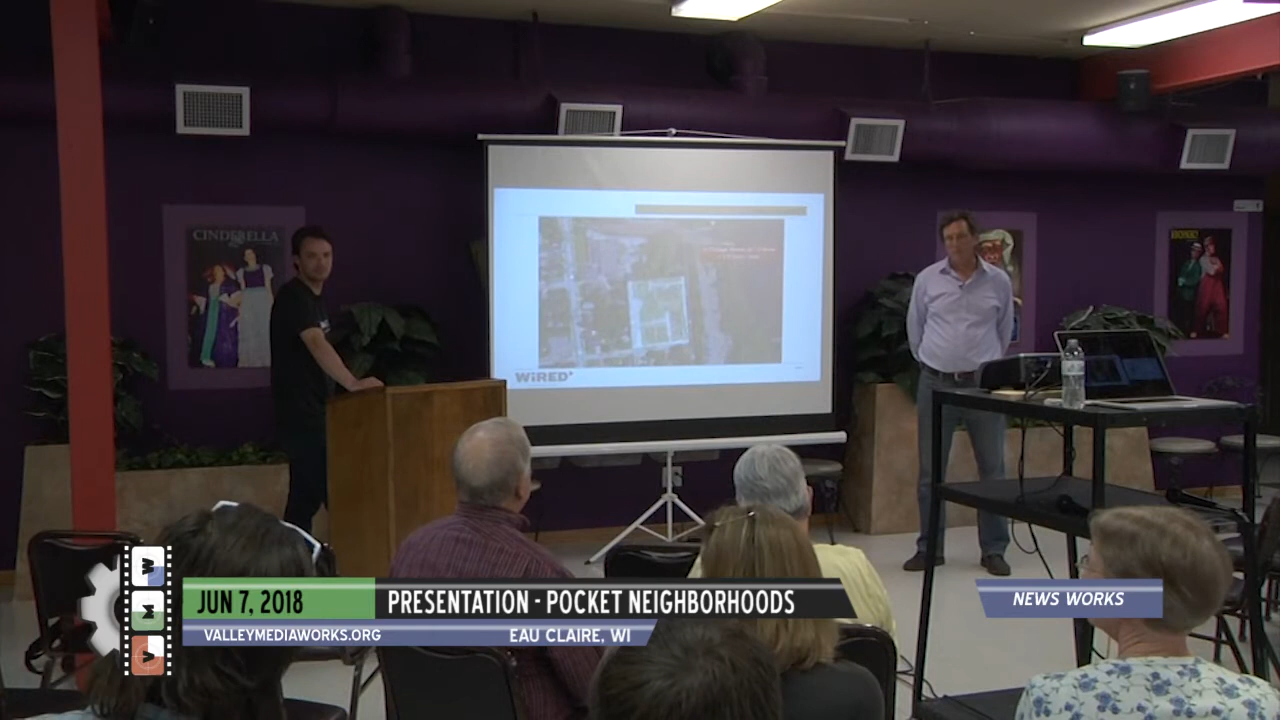 CINDERELLA
WiRED
W
M
V
JUN 7, 2018
PRESENTATION - POCKET NEIGHBORHOODS
NEWS WORKS
VALLEYMEDIAWORKS.ORG
EAU CLAIRE, WI